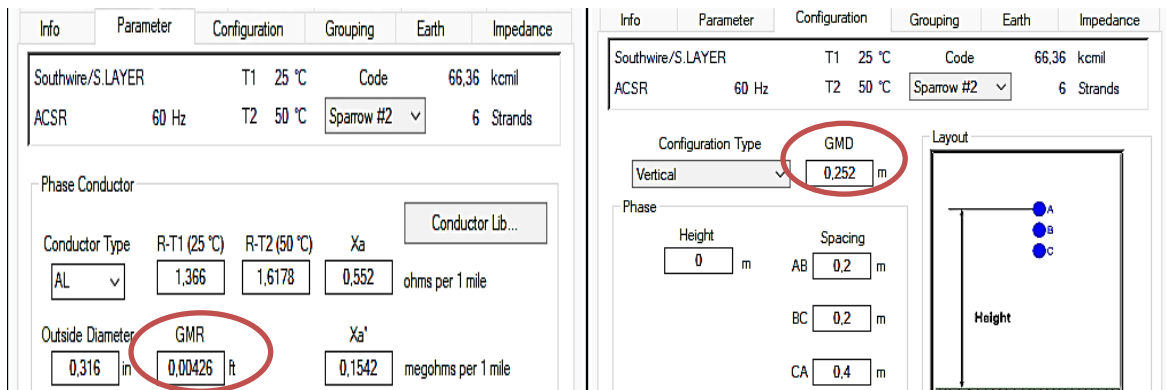 Info Parameter Configuration Grouping Earth Impedance
Southwire/S.LAYER T1 25 °C Code 66,36 kcmil
ACSR 60 Hz T2 50 °C Sparrow #2 6 Strands
Phase Conductor
Conductor Lib...
Conductor Type R-T1 (25 °C) R-T2 (50 °C) Xa
AL 1,366 1,6178 0,552 ohms per 1 mile
Outside Diameter GMR Xa'
0,316 in 0,00426 ft 0,1542 megohms per 1 mile
Info Parameter Configuration Grouping Earth Impedance
Southwire/S.LAYER T1 25 °C Code 66,36 kcmil
ACSR 60 Hz T2 50 °C Sparrow #2 6 Strands
Configuration Type GMD
Vertical 0,252 m
Phase
Height Spacing
0 m AB 0,2 m
BC 0,2 m
CA 0,4 m
Layout
A
B
C
Height